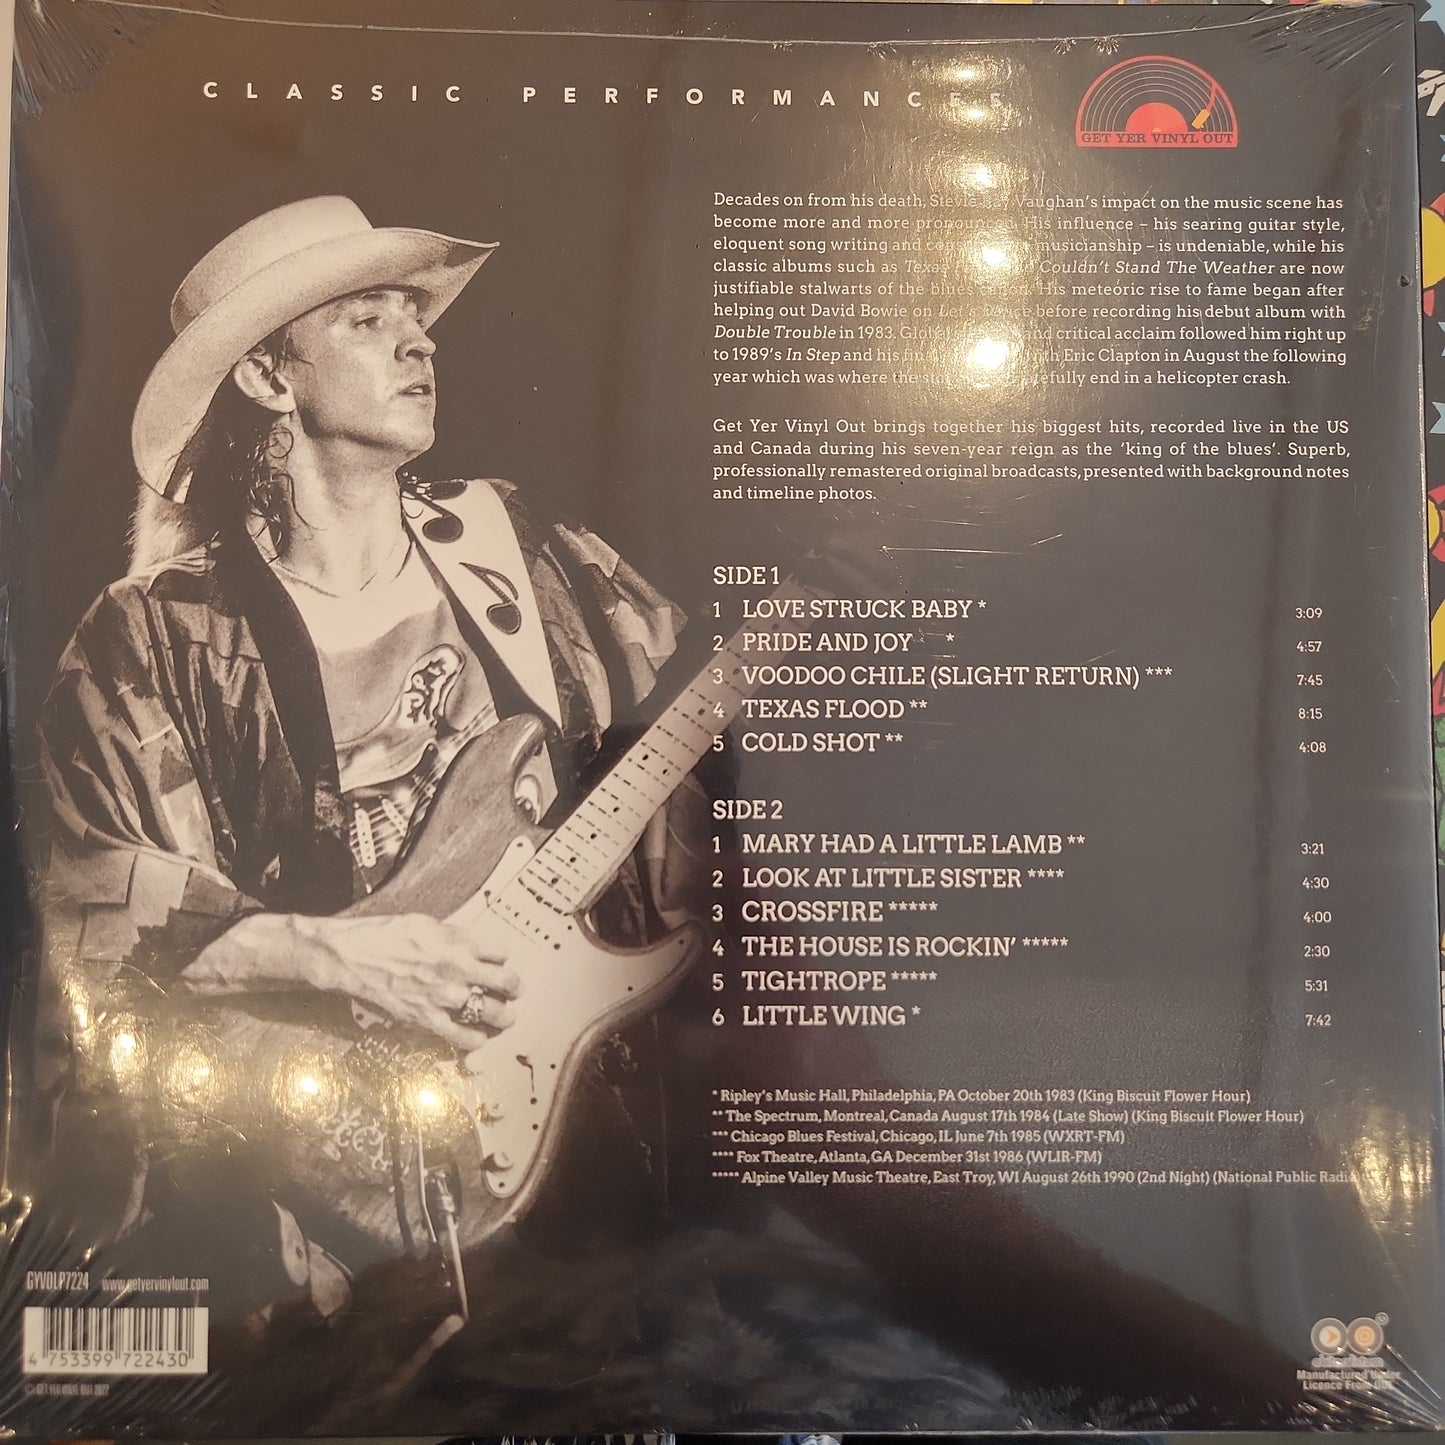 CLASSIC PERFORMANCES
GET YER VINYL OUT
Decades on from his death, Stevie Ray Vaughan's impact on the music scene has
become more and more pronounced. His influence – his searing guitar style,
eloquent song writing and musicianship – is undeniable, while his
classic albums such as Texas Couldn't Stand The Weather are now
justifiable stalwarts of the blues canon. His meteoric rise to fame began after
helping out David Bowie on Let's Dance before recording his debut album with
Double Trouble in 1983. Global and critical acclaim followed him right up
to 1989's In Step and his final with Eric Clapton in August the following
year which was where the end in a helicopter crash.
Get Yer Vinyl Out brings together his biggest hits, recorded live in the US
and Canada during his seven-year reign as the 'king of the blues'. Superb,
professionally remastered original broadcasts, presented with background notes
and timeline photos.
SIDE 1
1 LOVE STRUCK BABY * 3:09
2 PRIDE AND JOY * 4:57
3 VOODOO CHILE (SLIGHT RETURN) *** 7:45
4 TEXAS FLOOD ** 8:15
5 COLD SHOT ** 4:08
SIDE 2
1 MARY HAD A LITTLE LAMB ** 3:21
2 LOOK AT LITTLE SISTER **** 4:30
3 CROSSFIRE ***** 4:00
4 THE HOUSE IS ROCKIN' ***** 2:30
5 TIGHTROPE ***** 5:31
6 LITTLE WING * 7:42
* Ripley's Music Hall, Philadelphia, PA October 20th 1983 (King Biscuit Flower Hour)
** The Spectrum, Montreal, Canada August 17th 1984 (Late Show) (King Biscuit Flower Hour)
*** Chicago Blues Festival, Chicago, IL June 7th 1985 (WXRT-FM)
**** Fox Theatre, Atlanta, GA December 31st 1986 (WLIR-FM)
***** Alpine Valley Music Theatre, East Troy, WI August 26th 1990 (2nd Night) (National Public Radio
GYVOLP7224 www.getyervinylout.com
4 753399 722430
GET YER VINYL OUT 2022
Manufactured Under
Licence From